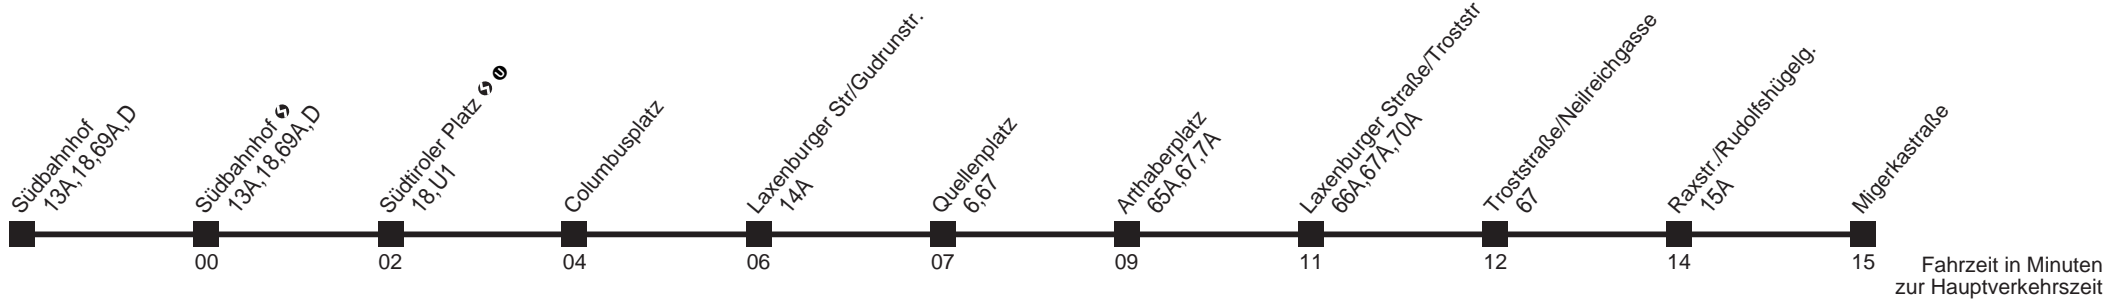 Südbahnhof
13A,18,69A,D
Südbahnhof
13A,18,69A,D
Südtiroler Platz U
18,U1
Columbusplatz
Laxenburger Str/Gudrunstr.
14A
Quellenplatz
6,67
Arthaberplatz
65A,67,7A
Laxenburger Straße/Troststr
66A,67A,70A
Troststraße/Neilreichgasse
67
Raxstr./Rudolfshügelg.
15A
Migerkastraße
00 02 04 06 07 09 11 12 14 15
Fahrzeit in Minuten
zur Hauptverkehrszeit